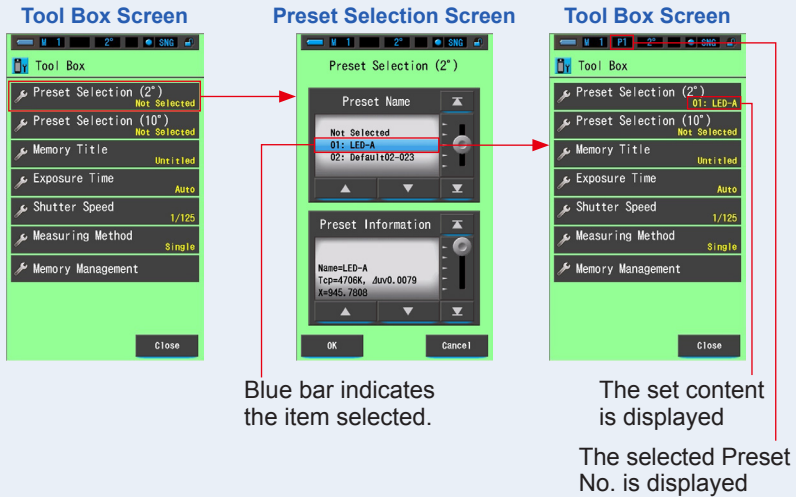 Tool Box Screen
M 1 2° SNG
Tool Box
Preset Selection (2°)
Not Selected
Preset Selection (10°)
Not Selected
Memory Title
Untitled
Exposure Time
Auto
Shutter Speed
1/125
Measuring Method
Single
Memory Management
Close
Preset Selection Screen
M 1 2° SNG
Preset Selection (2°)
Preset Name
Not Selected
01: LED-A
02: Default02-023
Preset Information
Name=LED-A
Tcp=4706K, ⊿uv0.0079
X=945.7808
OK Cancel
Blue bar indicates
the item selected.
Tool Box Screen
M 1 P1 2° SNG
Tool Box
Preset Selection (2°)
01: LED-A
Preset Selection (10°)
Not Selected
Memory Title
Untitled
Exposure Time
Auto
Shutter Speed
1/125
Measuring Method
Single
Memory Management
Close
The set content
is displayed
The selected Preset
No. is displayed